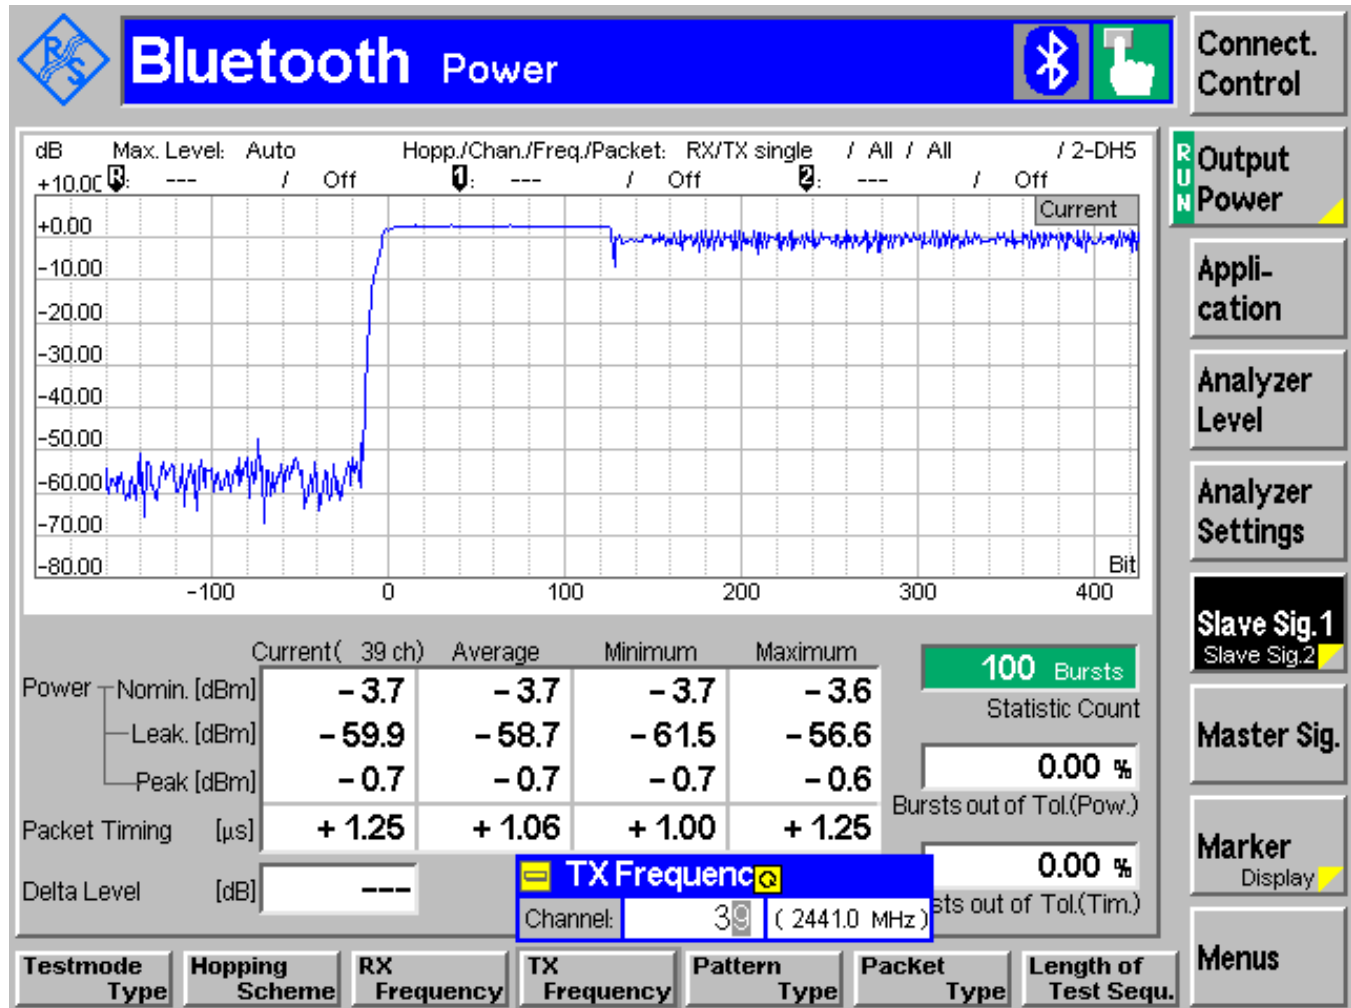 R&S
Bluetooth Power
Connect. Control
dB Max. Level: Auto Hopp./Chan./Freq./Packet: RX/TX single / All / All / 2-DH5
+10.00 R: --- / Off 1: --- / Off 2: --- / Off
Current
+0.00
-10.00
-20.00
-30.00
-40.00
-50.00
-60.00
-70.00
-80.00
Bit
-100 0 100 200 300 400
RUN
Output Power
Appli-
cation
Analyzer Level
Analyzer Settings
Slave Sig.1
Slave Sig.2
Master Sig.
Marker
Display
Menus
Current( 39 ch) Average Minimum Maximum
Power Nomin. [dBm] - 3.7 - 3.7 - 3.7 - 3.6
Leak. [dBm] - 59.9 - 58.7 - 61.5 - 56.6
Peak [dBm] - 0.7 - 0.7 - 0.7 - 0.6
Packet Timing [µs] + 1.25 + 1.06 + 1.00 + 1.25
Delta Level [dB] ---
100 Bursts
Statistic Count
0.00 %
Bursts out of Tol.(Pow.)
0.00 %
sts out of Tol.(Tim.)
TX Frequenc
Channel: 39 ( 2441.0 MHz )
Testmode Type
Hopping Scheme
RX Frequency
TX Frequency
Pattern Type
Packet Type
Length of Test Sequ.